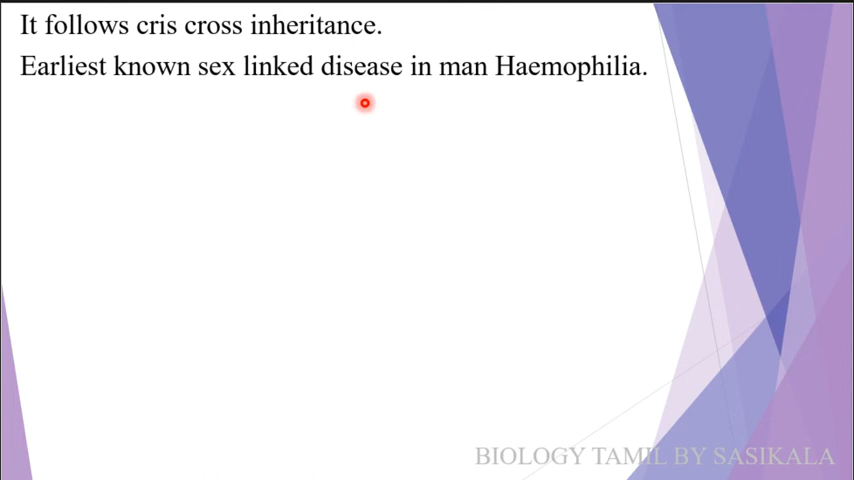 It follows cris cross inheritance.
Earliest known sex linked disease in man Haemophilia.
BIOLOGY TAMIL BY SASIKALA